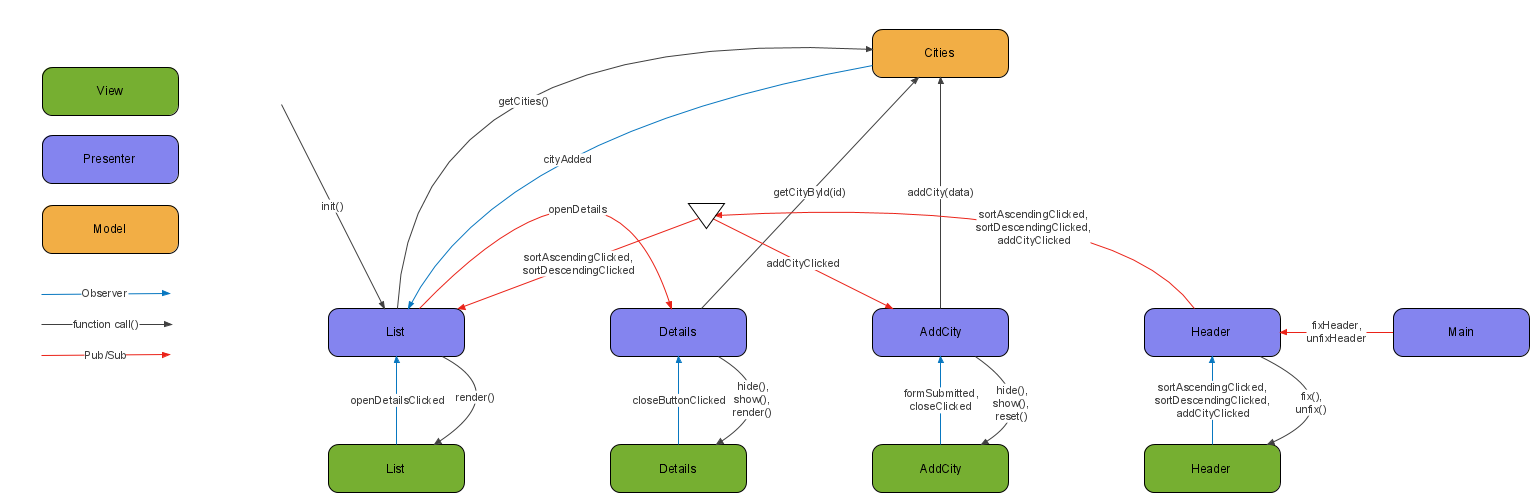 Cities
View
getCities()
Presenter
cityAdded
getCityById(id)
addCity(data)
init()
openDetails
Model
sortAscendingClicked,
sortDescendingClicked,
addCityClicked
sortAscendingClicked,
sortDescendingClicked
addCityClicked
Observer
function call()
Pub/Sub
List
Details
AddCity
Header
fixHeader,
unfixHeader
Main
openDetailsClicked
render()
closeButtonClicked
hide(),
show(),
render()
formSubmitted,
closeClicked
hide(),
show(),
reset()
sortAscendingClicked,
sortDescendingClicked,
addCityClicked
fix(),
unfix()
List
Details
AddCity
Header